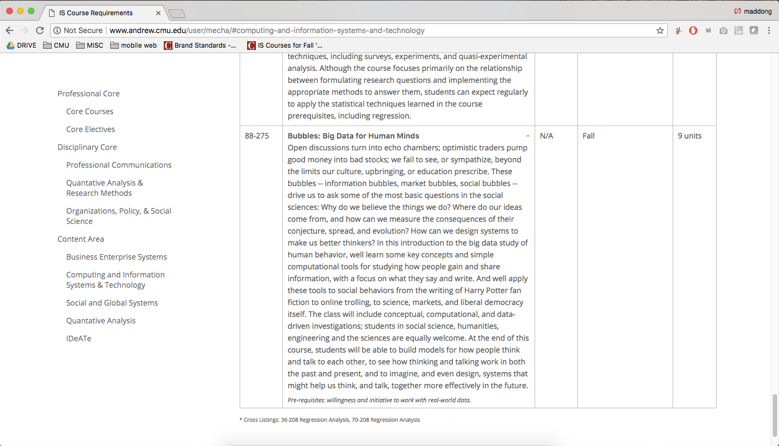 IS Course Requirements
maddong
Not Secure | www.andrew.cmu.edu/user/mecha/#computing-and-information-systems-and-technology
DRIVE CMU MISC mobile web Brand Standards -... IS Courses for Fall '...
Professional Core
Core Courses
Core Electives
Disciplinary Core
Professional Communications
Quantative Analysis &
Research Methods
Organizations, Policy, & Social
Science
Content Area
Business Enterprise Systems
Computing and Information
Systems & Technology
Social and Global Systems
Quantative Analysis
IDeATe
techniques, including surveys, experiments, and quasi-experimental
analysis. Although the course focuses primarily on the relationship
between formulating research questions and implementing the
appropriate methods to answer them, students can expect regularly
to apply the statistical techniques learned in the course
prerequisites, including regression.
88-275
Bubbles: Big Data for Human Minds -
Open discussions turn into echo chambers; optimistic traders pump
good money into bad stocks; we fail to see, or sympathize, beyond
the limits our culture, upbringing, or education prescribe. These
bubbles -- information bubbles, market bubbles, social bubbles --
drive us to ask some of the most basic questions in the social
sciences: Why do we believe the things we do? Where do our ideas
come from, and how can we measure the consequences of their
conjecture, spread, and evolution? How can we design systems to
make us better thinkers? In this introduction to the big data study of
human behavior, well learn some key concepts and simple
computational tools for studying how people gain and share
information, with a focus on what they say and write. And well apply
these tools to social behaviors from the writing of Harry Potter fan
fiction to online trolling, to science, markets, and liberal democracy
itself. The class will include conceptual, computational, and data-
driven investigations; students in social science, humanities,
engineering and the sciences are equally welcome. At the end of this
course, students will be able to build models for how people think
and talk to each other, to see how thinking and talking work in both
the past and present, and to imagine, and even design, systems that
might help us think, and talk, together more effectively in the future.
Pre-requisites: willingness and initiative to work with real-world data.
N/A
Fall
9 units
* Cross Listings: 36-208 Regression Analysis, 70-208 Regression Analysis